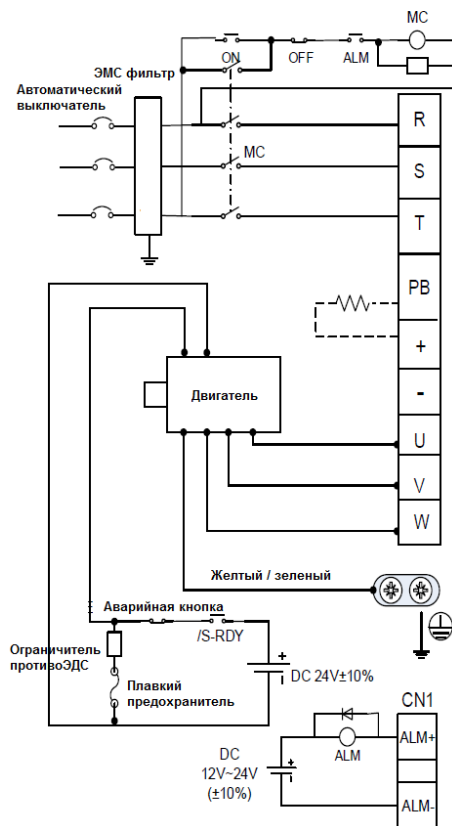 MC
ON
OFF
ALM
ЭМС фильтр
Автоматический
выключатель
MC
R
S
T
PB
+
-
U
V
W
Двигатель
Желтый / зеленый
Аварийная кнопка
/S-RDY
Ограничитель
противоЭДС
Плавкий
предохранитель
+
DC 24V±10%
CN1
ALM+
ALM-
ALM
DC
12V~24V
(±10%)
+